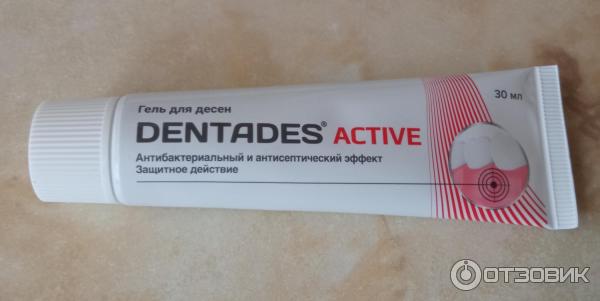 Гель для десен
30 мл
DENTADES® ACTIVE
Антибактериальный и антисептический эффект
Защитное действие
ОТЗОВИК